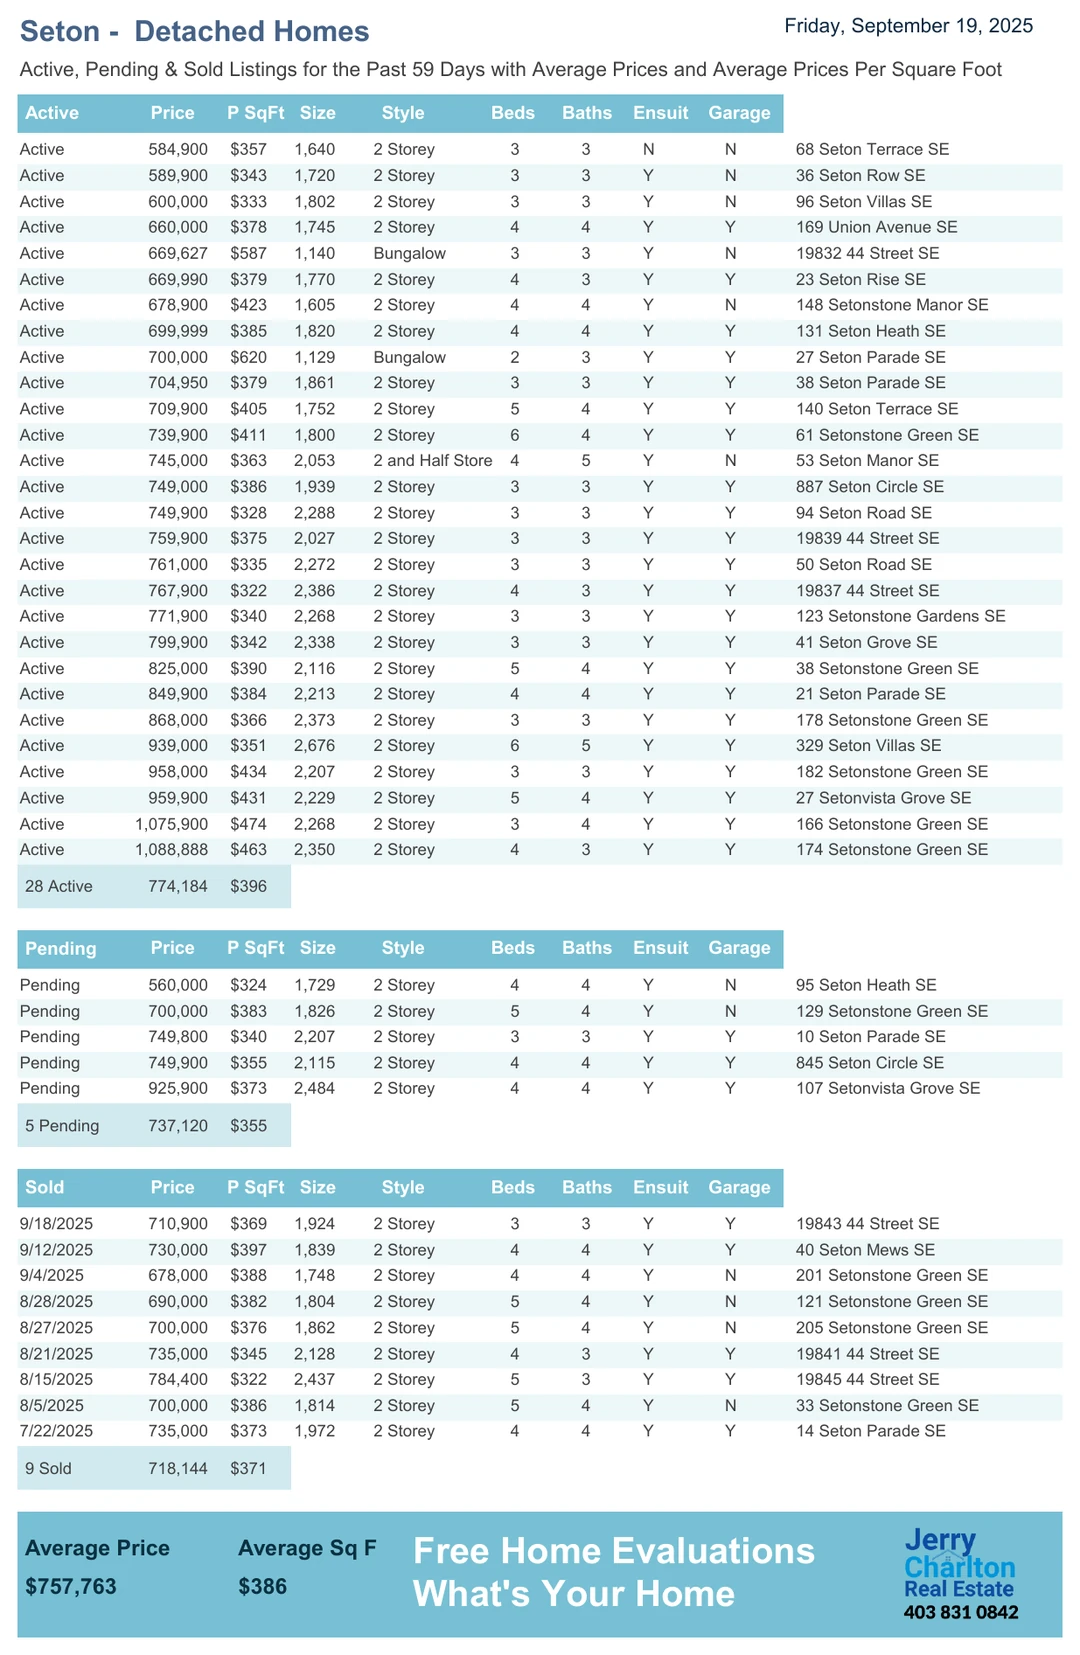 Seton -  Detached Homes
Friday, September 19, 2025
Active, Pending & Sold Listings for the Past 59 Days with Average Prices and Average Prices Per Square Foot
Active Price P SqFt Size Style Beds Baths Ensuit Garage
Active 584,900 $357 1,640 2 Storey 3 3 N N 68 Seton Terrace SE
Active 589,900 $343 1,720 2 Storey 3 3 Y N 36 Seton Row SE
Active 600,000 $333 1,802 2 Storey 3 3 Y N 96 Seton Villas SE
Active 660,000 $378 1,745 2 Storey 4 4 Y Y 169 Union Avenue SE
Active 669,627 $587 1,140 Bungalow 3 3 Y N 19832 44 Street SE
Active 669,990 $379 1,770 2 Storey 4 3 Y Y 23 Seton Rise SE
Active 678,900 $423 1,605 2 Storey 4 4 Y N 148 Setonstone Manor SE
Active 699,999 $385 1,820 2 Storey 4 4 Y Y 131 Seton Heath SE
Active 700,000 $620 1,129 Bungalow 2 3 Y Y 27 Seton Parade SE
Active 704,950 $379 1,861 2 Storey 3 3 Y Y 38 Seton Parade SE
Active 709,900 $405 1,752 2 Storey 5 4 Y Y 140 Seton Terrace SE
Active 739,900 $411 1,800 2 Storey 6 4 Y Y 61 Setonstone Green SE
Active 745,000 $363 2,053 2 and Half Store 4 5 Y N 53 Seton Manor SE
Active 749,000 $386 1,939 2 Storey 3 3 Y Y 887 Seton Circle SE
Active 749,900 $328 2,288 2 Storey 3 3 Y Y 94 Seton Road SE
Active 759,900 $375 2,027 2 Storey 3 3 Y Y 19839 44 Street SE
Active 761,000 $335 2,272 2 Storey 3 3 Y Y 50 Seton Road SE
Active 767,900 $322 2,386 2 Storey 4 3 Y Y 19837 44 Street SE
Active 771,900 $340 2,268 2 Storey 3 3 Y Y 123 Setonstone Gardens SE
Active 799,900 $342 2,338 2 Storey 3 3 Y Y 41 Seton Grove SE
Active 825,000 $390 2,116 2 Storey 5 4 Y Y 38 Setonstone Green SE
Active 849,900 $384 2,213 2 Storey 4 4 Y Y 21 Seton Parade SE
Active 868,000 $366 2,373 2 Storey 3 3 Y Y 178 Setonstone Green SE
Active 939,000 $351 2,676 2 Storey 6 5 Y Y 329 Seton Villas SE
Active 958,000 $434 2,207 2 Storey 3 3 Y Y 182 Setonstone Green SE
Active 959,900 $431 2,229 2 Storey 5 4 Y Y 27 Setonvista Grove SE
Active 1,075,900 $474 2,268 2 Storey 3 4 Y Y 166 Setonstone Green SE
Active 1,088,888 $463 2,350 2 Storey 4 3 Y Y 174 Setonstone Green SE
28 Active 774,184 $396
Pending Price P SqFt Size Style Beds Baths Ensuit Garage
Pending 560,000 $324 1,729 2 Storey 4 4 Y N 95 Seton Heath SE
Pending 700,000 $383 1,826 2 Storey 5 4 Y N 129 Setonstone Green SE
Pending 749,800 $340 2,207 2 Storey 3 3 Y Y 10 Seton Parade SE
Pending 749,900 $355 2,115 2 Storey 4 4 Y Y 845 Seton Circle SE
Pending 925,900 $373 2,484 2 Storey 4 4 Y Y 107 Setonvista Grove SE
5 Pending 737,120 $355
Sold Price P SqFt Size Style Beds Baths Ensuit Garage
9/18/2025 710,900 $369 1,924 2 Storey 3 3 Y Y 19843 44 Street SE
9/12/2025 730,000 $397 1,839 2 Storey 4 4 Y Y 40 Seton Mews SE
9/4/2025 678,000 $388 1,748 2 Storey 4 4 Y N 201 Setonstone Green SE
8/28/2025 690,000 $382 1,804 2 Storey 5 4 Y N 121 Setonstone Green SE
8/27/2025 700,000 $376 1,862 2 Storey 5 4 Y N 205 Setonstone Green SE
8/21/2025 735,000 $345 2,128 2 Storey 4 3 Y Y 19841 44 Street SE
8/15/2025 784,400 $322 2,437 2 Storey 5 3 Y Y 19845 44 Street SE
8/5/2025 700,000 $386 1,814 2 Storey 5 4 Y N 33 Setonstone Green SE
7/22/2025 735,000 $373 1,972 2 Storey 4 4 Y Y 14 Seton Parade SE
9 Sold 718,144 $371
Average Price Average Sq F
$757,763 $386
Free Home Evaluations
What's Your Home
Jerry
Charlton
Real Estate
403 831 0842